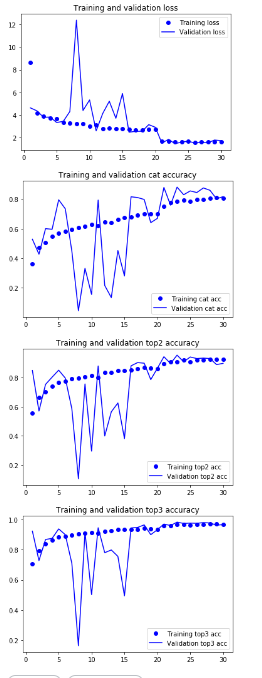 Training and validation loss
12
10
8
6
4
2
Training loss
Validation loss
0 5 10 15 20 25 30
Training and validation cat accuracy
0.8
0.6
0.4
0.2
Training cat acc
Validation cat acc
0 5 10 15 20 25 30
Training and validation top2 accuracy
0.8
0.6
0.4
0.2
Training top2 acc
Validation top2 acc
0 5 10 15 20 25 30
Training and validation top3 accuracy
1.0
0.8
0.6
0.4
0.2
Training top3 acc
Validation top3 acc
0 5 10 15 20 25 30